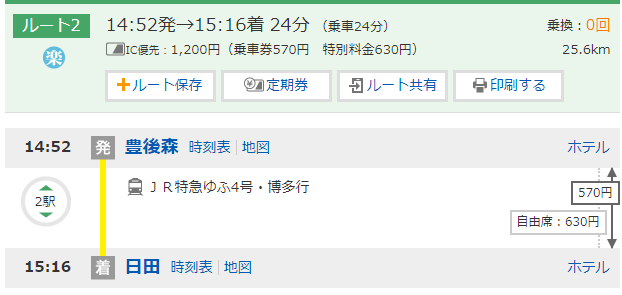 ルート2
14:52発→15:16着 24分 （乗車24分） 乗換：0回
楽
IC優先：1,200円（乗車券570円 特別料金630円） 25.6km
ルート保存 定期券 ルート共有 印刷する
14:52 発 豊後森 時刻表 地図 ホテル
2駅
ＪＲ特急ゆふ4号・博多行
570円
自由席：630円
15:16 着 日田 時刻表 地図 ホテル